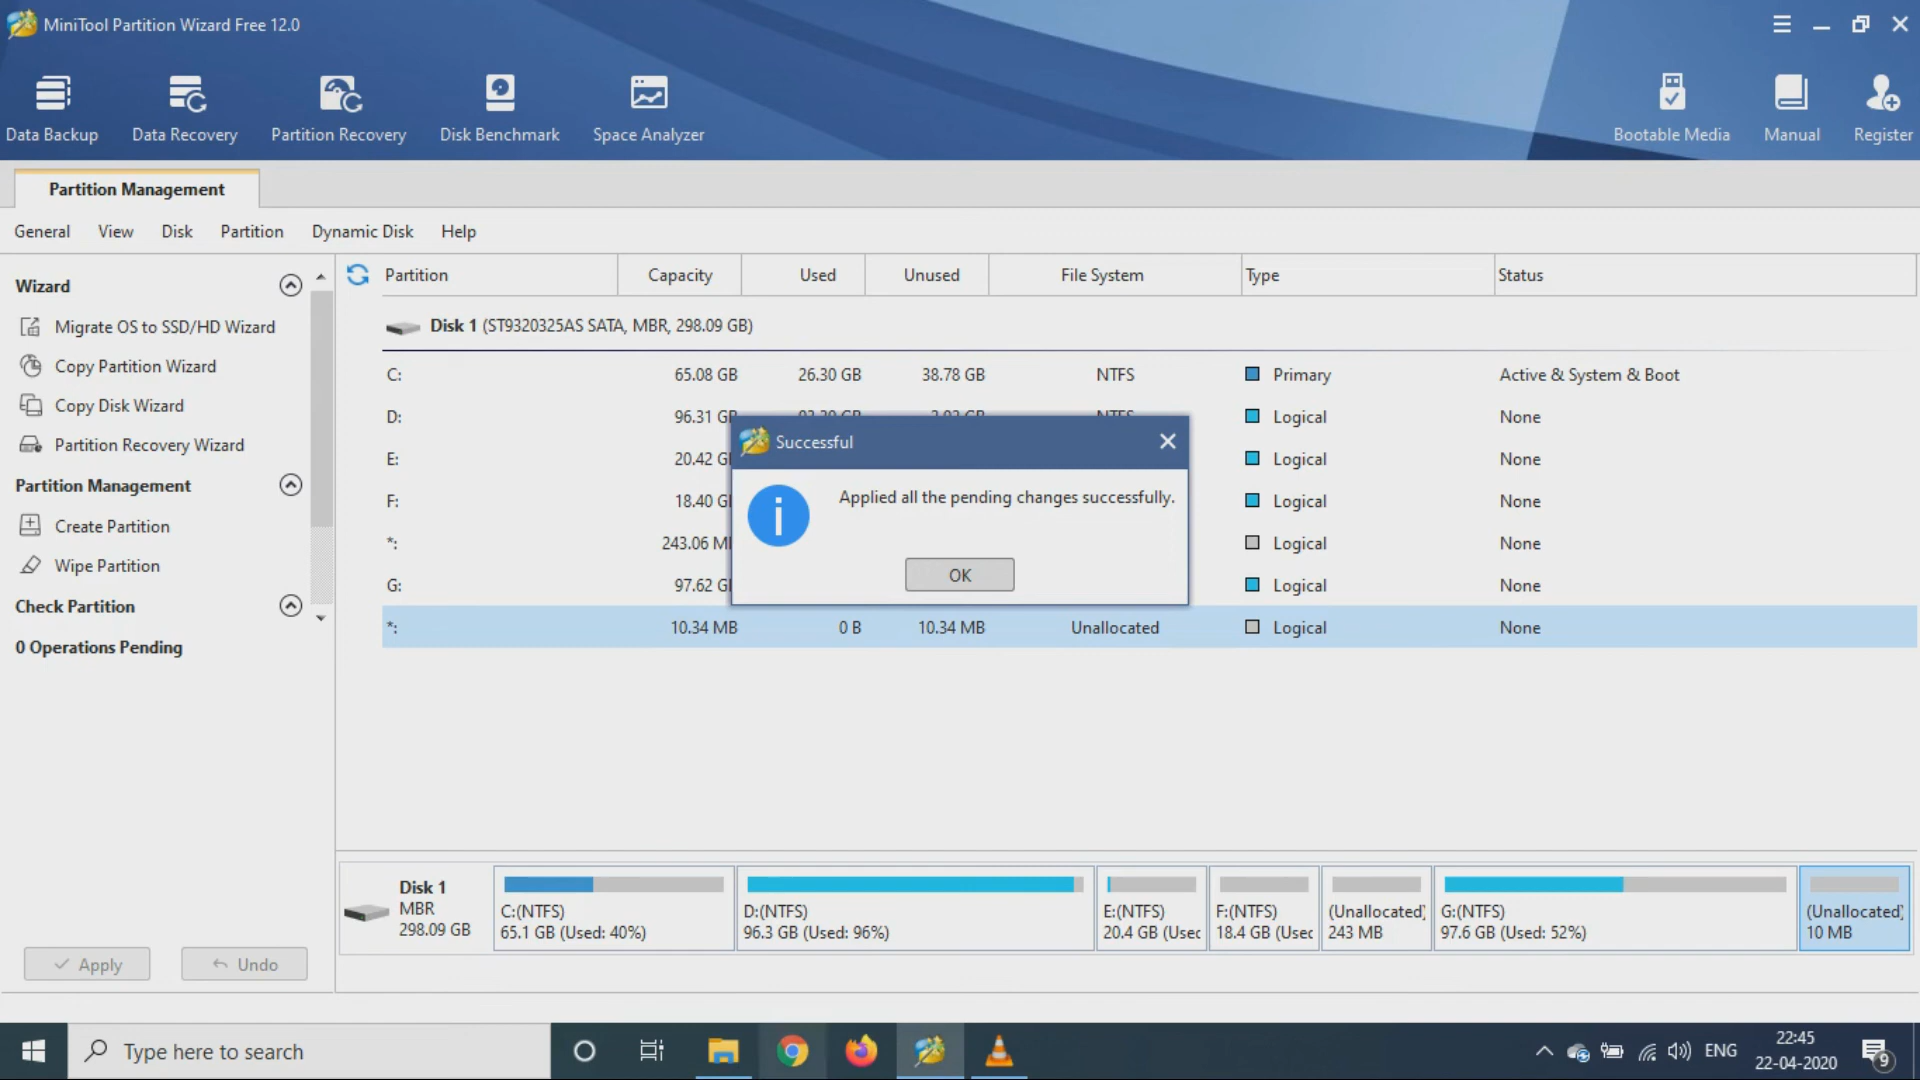 MiniTool Partition Wizard Free 12.0
Data Backup
Data Recovery
Partition Recovery
Disk Benchmark
Space Analyzer
Bootable Media
Manual
Register
Partition Management
General View Disk Partition Dynamic Disk Help
Wizard
Migrate OS to SSD/HD Wizard
Copy Partition Wizard
Copy Disk Wizard
Partition Recovery Wizard
Partition Management
Create Partition
Wipe Partition
Check Partition
0 Operations Pending
Apply
Undo
Partition Capacity Used Unused File System Type Status
Disk 1 (ST9320325AS SATA, MBR, 298.09 GB)
C: 65.08 GB 26.30 GB 38.78 GB NTFS Primary Active & System & Boot
D: 96.31 Logical None
E: 20.42 Logical None
F: 18.40 Logical None
*: 243.06 Logical None
G: 97.62 Logical None
*: 10.34 MB 0 B 10.34 MB Unallocated Logical None
Successful
Applied all the pending changes successfully.
OK
Disk 1
MBR
298.09 GB
C:(NTFS)
65.1 GB (Used: 40%)
D:(NTFS)
96.3 GB (Used: 96%)
E:(NTFS)
20.4 GB (Used
F:(NTFS)
18.4 GB (Used
(Unallocated)
243 MB
G:(NTFS)
97.6 GB (Used: 52%)
(Unallocated)
10 MB
Type here to search
ENG
22:45
22-04-2020
9